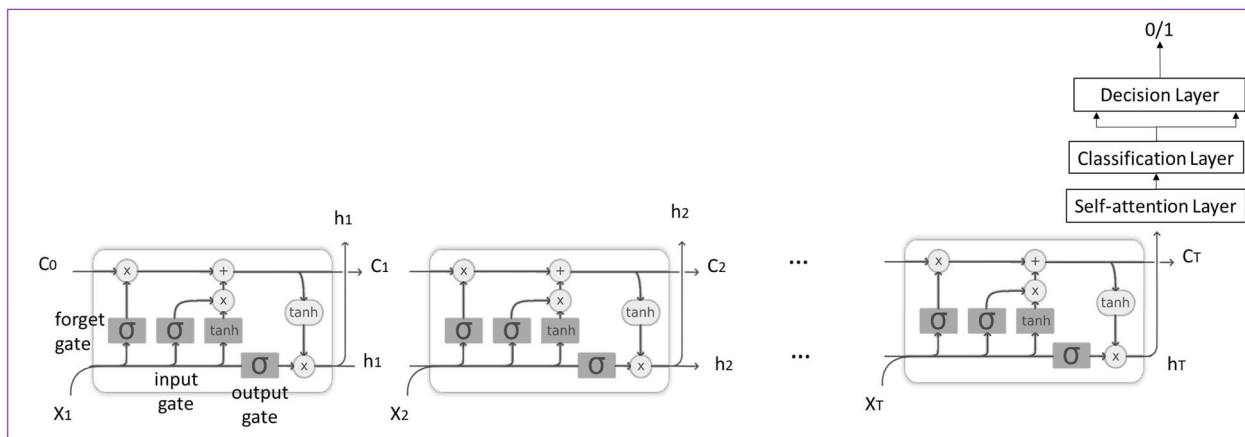 0/1
Decision Layer
Classification Layer
Self-attention Layer
h1
h2
C0
x
+
C1
x
+
C2
...
x
+
CT
x
tanh
x
tanh
x
tanh
forget
gate
σ
σ
tanh
σ
σ
tanh
σ
σ
tanh
σ
x
h1
σ
x
h2
...
σ
x
hT
X1
input
gate
output
gate
X2
XT